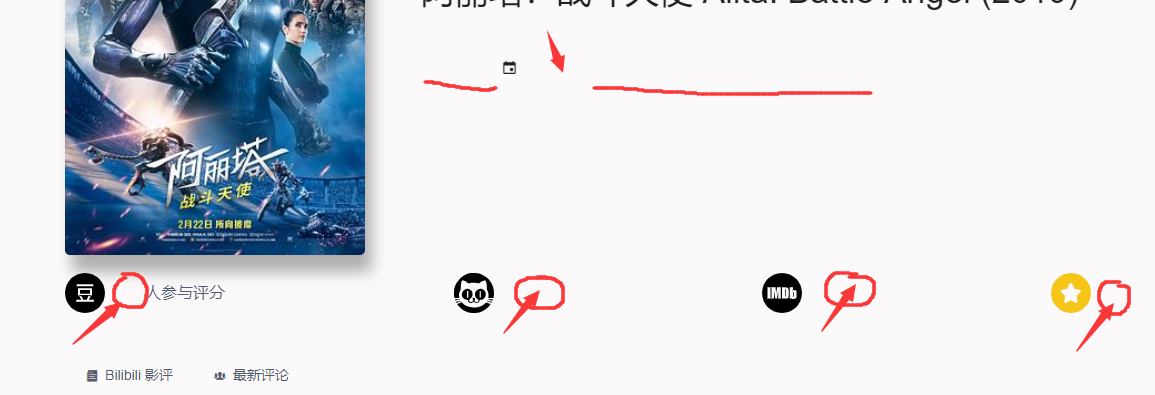 阿丽塔：战斗天使 Alita: Battle Angel (2019)
阿丽塔
战斗天使
2月22日 所向披靡
豆 人参与评分
IMDb
Bilibili 影评 最新评论